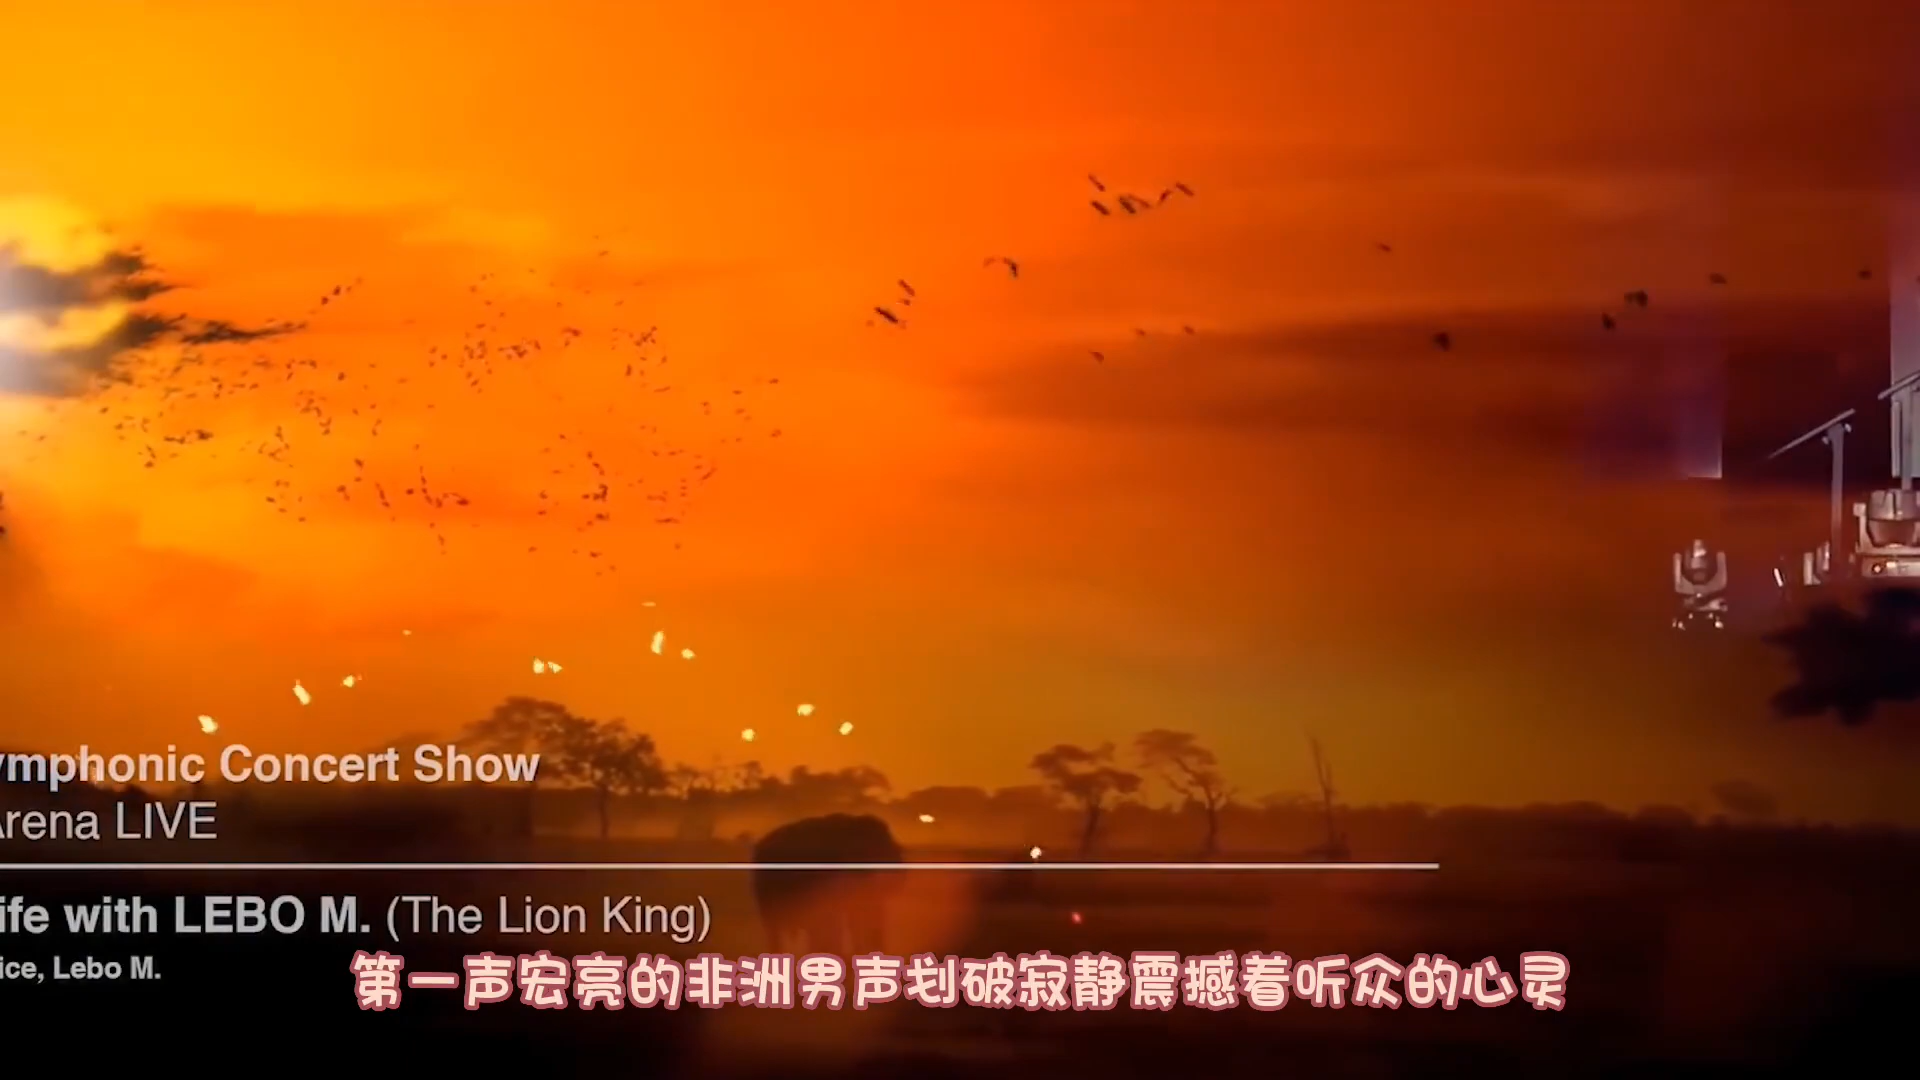 ymphonic Concert Show
Arena LIVE
ife with LEBO M. (The Lion King)
ice, Lebo M.
第一声宏亮的非洲男声划破寂静震撼着听众的心灵